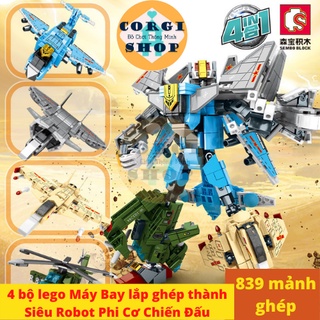 CORGI
Đồ Chơi Thông Minh
SHOP
4 IN 1
森宝积木
SEMBO BLOCK
4 bộ lego Máy Bay lắp ghép thành
Siêu Robot Phi Cơ Chiến Đấu
839 mảnh
ghép